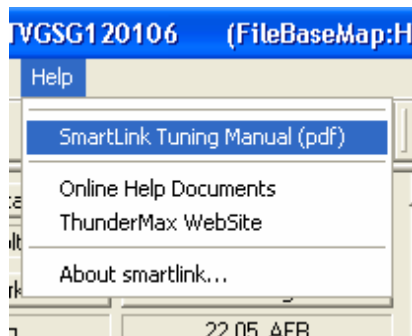 TVGSG120106 (FileBaseMap:H
Help
SmartLink Tuning Manual (pdf)
Online Help Documents
ThunderMax WebSite
About smartlink...
22.05 AFR